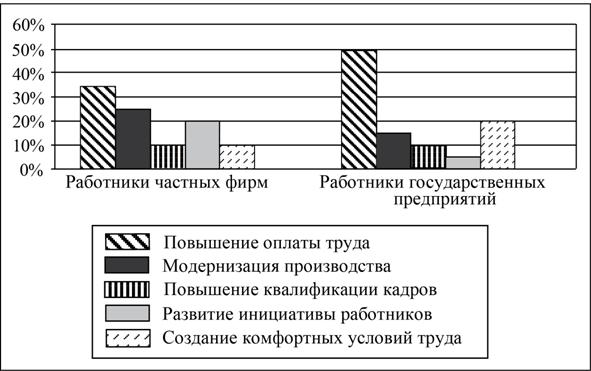 60%
50%
40%
30%
20%
10%
0%
Работники частных фирм
Работники государственных
предприятий
Повышение оплаты труда
Модернизация производства
Повышение квалификации кадров
Развитие инициативы работников
Создание комфортных условий труда